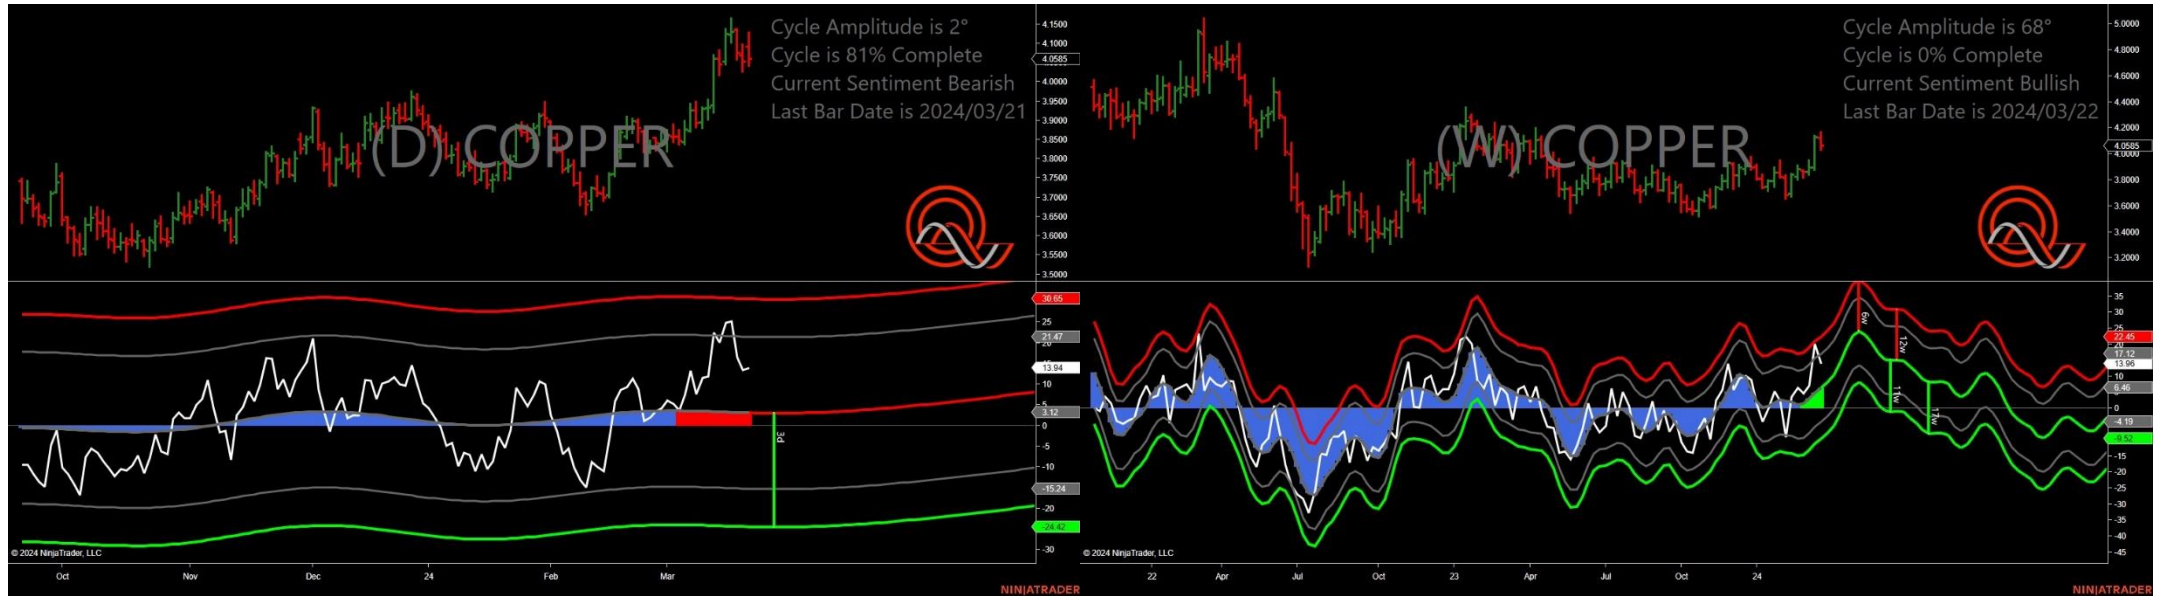 Cycle Amplitude is 2°
Cycle is 81% Complete
Current Sentiment Bearish
Last Bar Date is 2024/03/21
(D) COPPER
4.1500
4.1000
4.0585
4.0000
3.9500
3.9000
3.8500
3.8000
3.7500
3.7000
3.6500
3.6000
3.5500
3.5000
30.65
25
21.47
20
13.94
10
5
3.12
0
-5
-10
-15.24
-20
-24.42
-30
3d
© 2024 NinjaTrader, LLC
Oct
Nov
Dec
24
Feb
Mar
NINJATRADER
Cycle Amplitude is 68°
Cycle is 0% Complete
Current Sentiment Bullish
Last Bar Date is 2024/03/22
(W) COPPER
5.0000
4.8000
4.6000
4.4000
4.2000
4.0585
4.0000
3.8000
3.6000
3.4000
3.2000
35
30
25
22.45
20
17.12
13.96
6.46
0
-4.19
-9.52
-15
-20
-25
-30
-35
-40
-45
6w
12w
11w
17w
© 2024 NinjaTrader, LLC
22
Apr
Jul
Oct
23
Apr
Jul
Oct
24
NINJATRADER